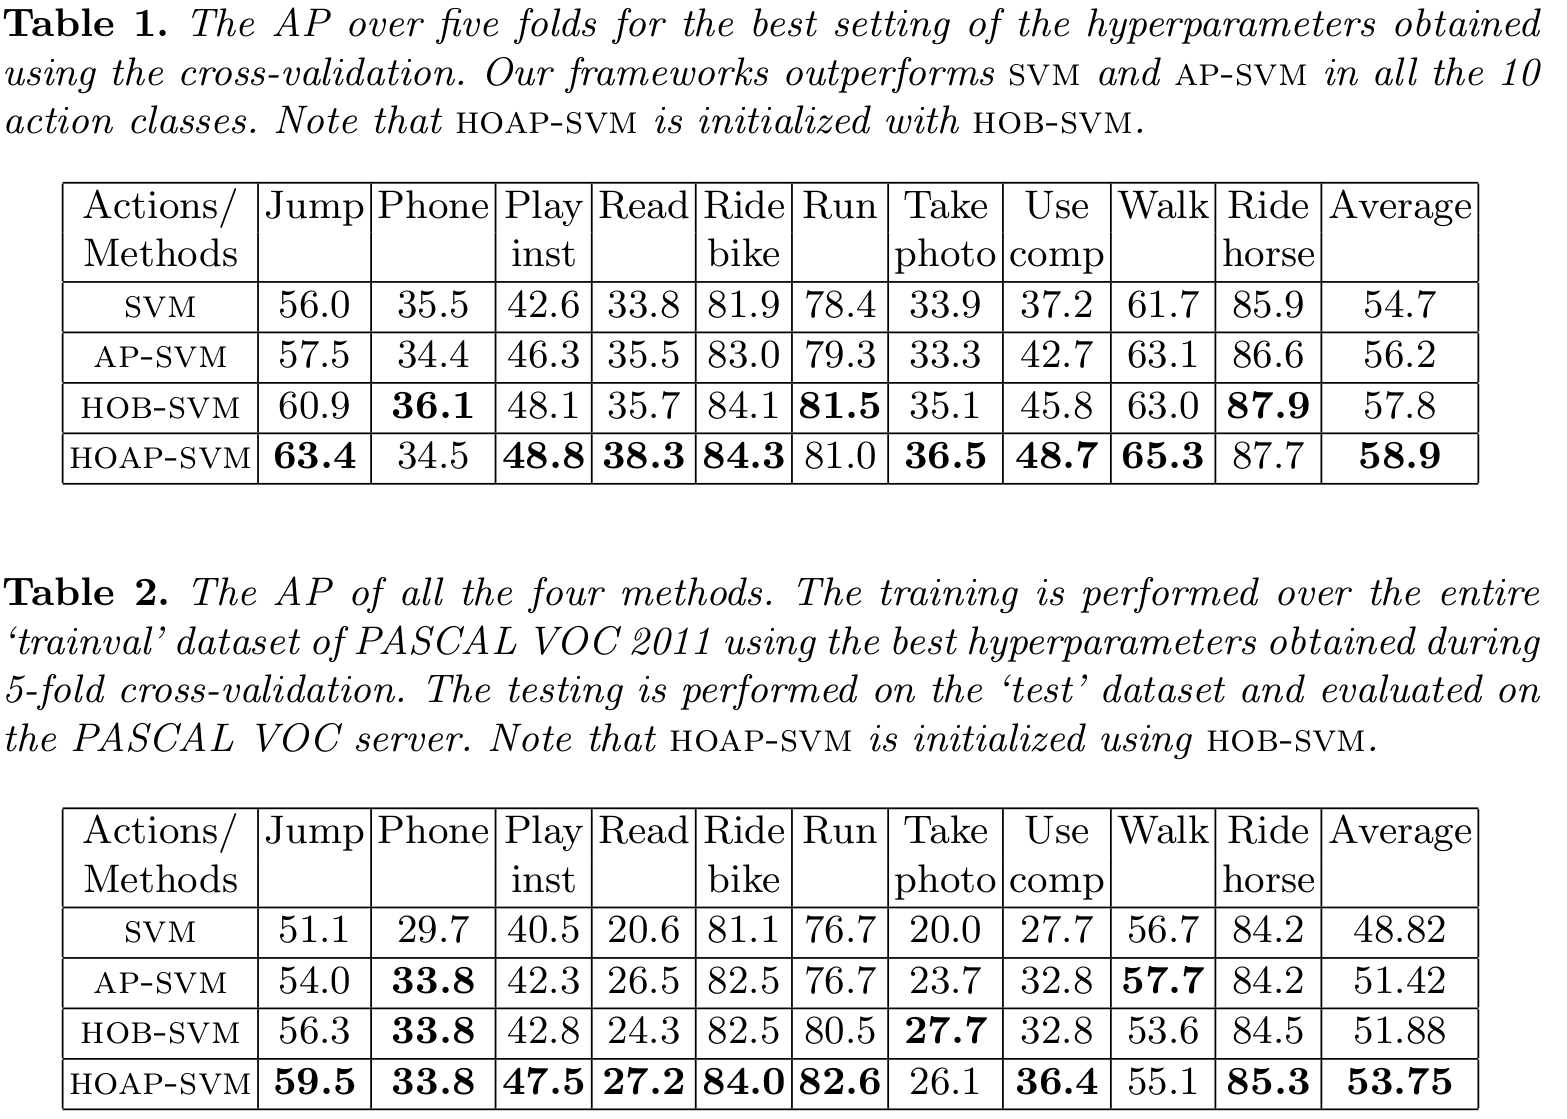 Table 1. The AP over five folds for the best setting of the hyperparameters obtained
using the cross-validation. Our frameworks outperforms SVM and AP-SVM in all the 10
action classes. Note that HOAP-SVM is initialized with HOB-SVM.
Actions/ Jump Phone Play Read Ride Run Take Use Walk Ride Average
Methods inst bike photo comp horse
SVM 56.0 35.5 42.6 33.8 81.9 78.4 33.9 37.2 61.7 85.9 54.7
AP-SVM 57.5 34.4 46.3 35.5 83.0 79.3 33.3 42.7 63.1 86.6 56.2
HOB-SVM 60.9 36.1 48.1 35.7 84.1 81.5 35.1 45.8 63.0 87.9 57.8
HOAP-SVM 63.4 34.5 48.8 38.3 84.3 81.0 36.5 48.7 65.3 87.7 58.9
Table 2. The AP of all the four methods. The training is performed over the entire
‘trainval’ dataset of PASCAL VOC 2011 using the best hyperparameters obtained during
5-fold cross-validation. The testing is performed on the ‘test’ dataset and evaluated on
the PASCAL VOC server. Note that HOAP-SVM is initialized using HOB-SVM.
Actions/ Jump Phone Play Read Ride Run Take Use Walk Ride Average
Methods inst bike photo comp horse
SVM 51.1 29.7 40.5 20.6 81.1 76.7 20.0 27.7 56.7 84.2 48.82
AP-SVM 54.0 33.8 42.3 26.5 82.5 76.7 23.7 32.8 57.7 84.2 51.42
HOB-SVM 56.3 33.8 42.8 24.3 82.5 80.5 27.7 32.8 53.6 84.5 51.88
HOAP-SVM 59.5 33.8 47.5 27.2 84.0 82.6 26.1 36.4 55.1 85.3 53.75